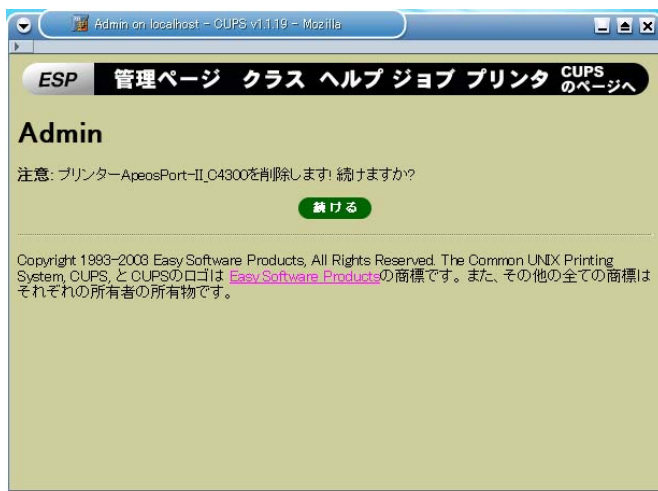 Admin on localhost - CUPS v1.1.19 - Mozilla
ESP 管理ページ クラス ヘルプ ジョブ プリンタ CUPSのページへ
Admin
注意: プリンターApeosPort-II_C4300を削除します! 続けますか?
続ける
Copyright 1993-2003 Easy Software Products, All Rights Reserved. The Common UNIX Printing
System, CUPS, と CUPSのロゴは Easy Software Productsの商標です。また、その他の全ての商標は
それぞれの所有者の所有物です。